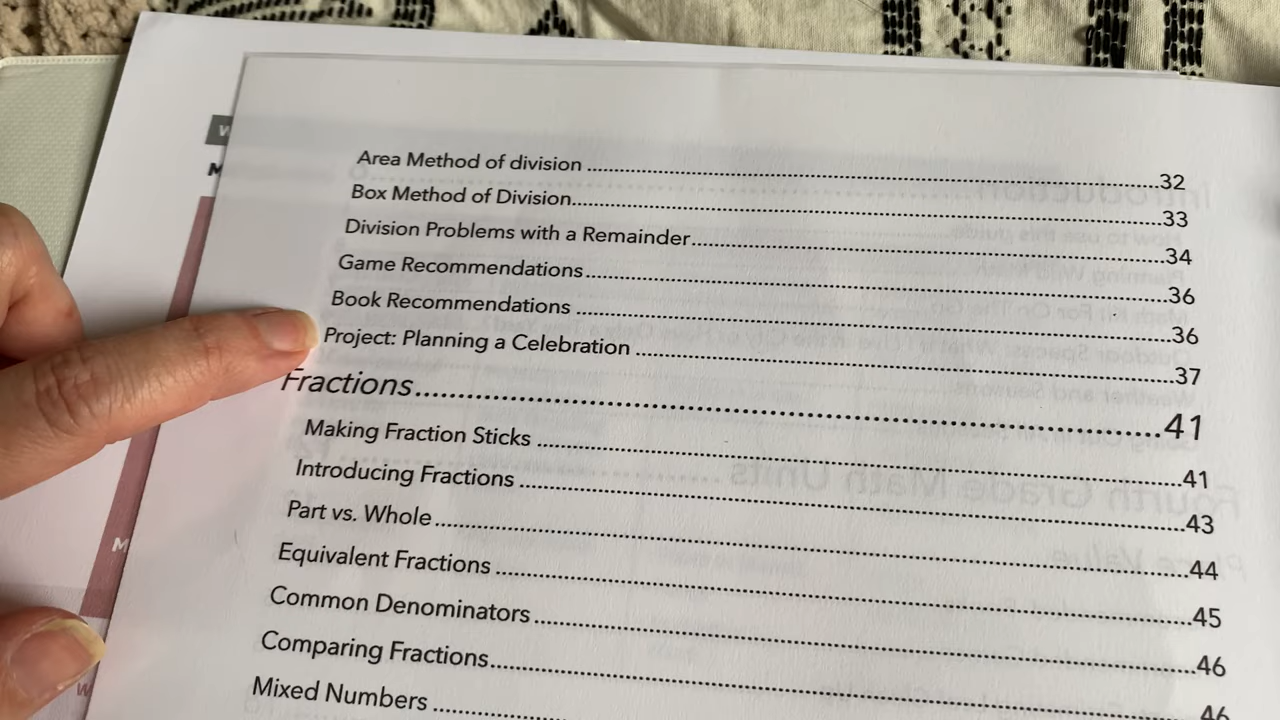 Area Method of division ........ 32
Box Method of Division ........ 33
Division Problems with a Remainder ........ 34
Game Recommendations ........ 36
Book Recommendations ........ 36
Project: Planning a Celebration ........ 37
Fractions ........ 41
Making Fraction Sticks ........ 41
Introducing Fractions ........ 43
Part vs. Whole ........ 44
Equivalent Fractions ........ 45
Common Denominators ........ 46
Comparing Fractions ........ 46
Mixed Numbers ........